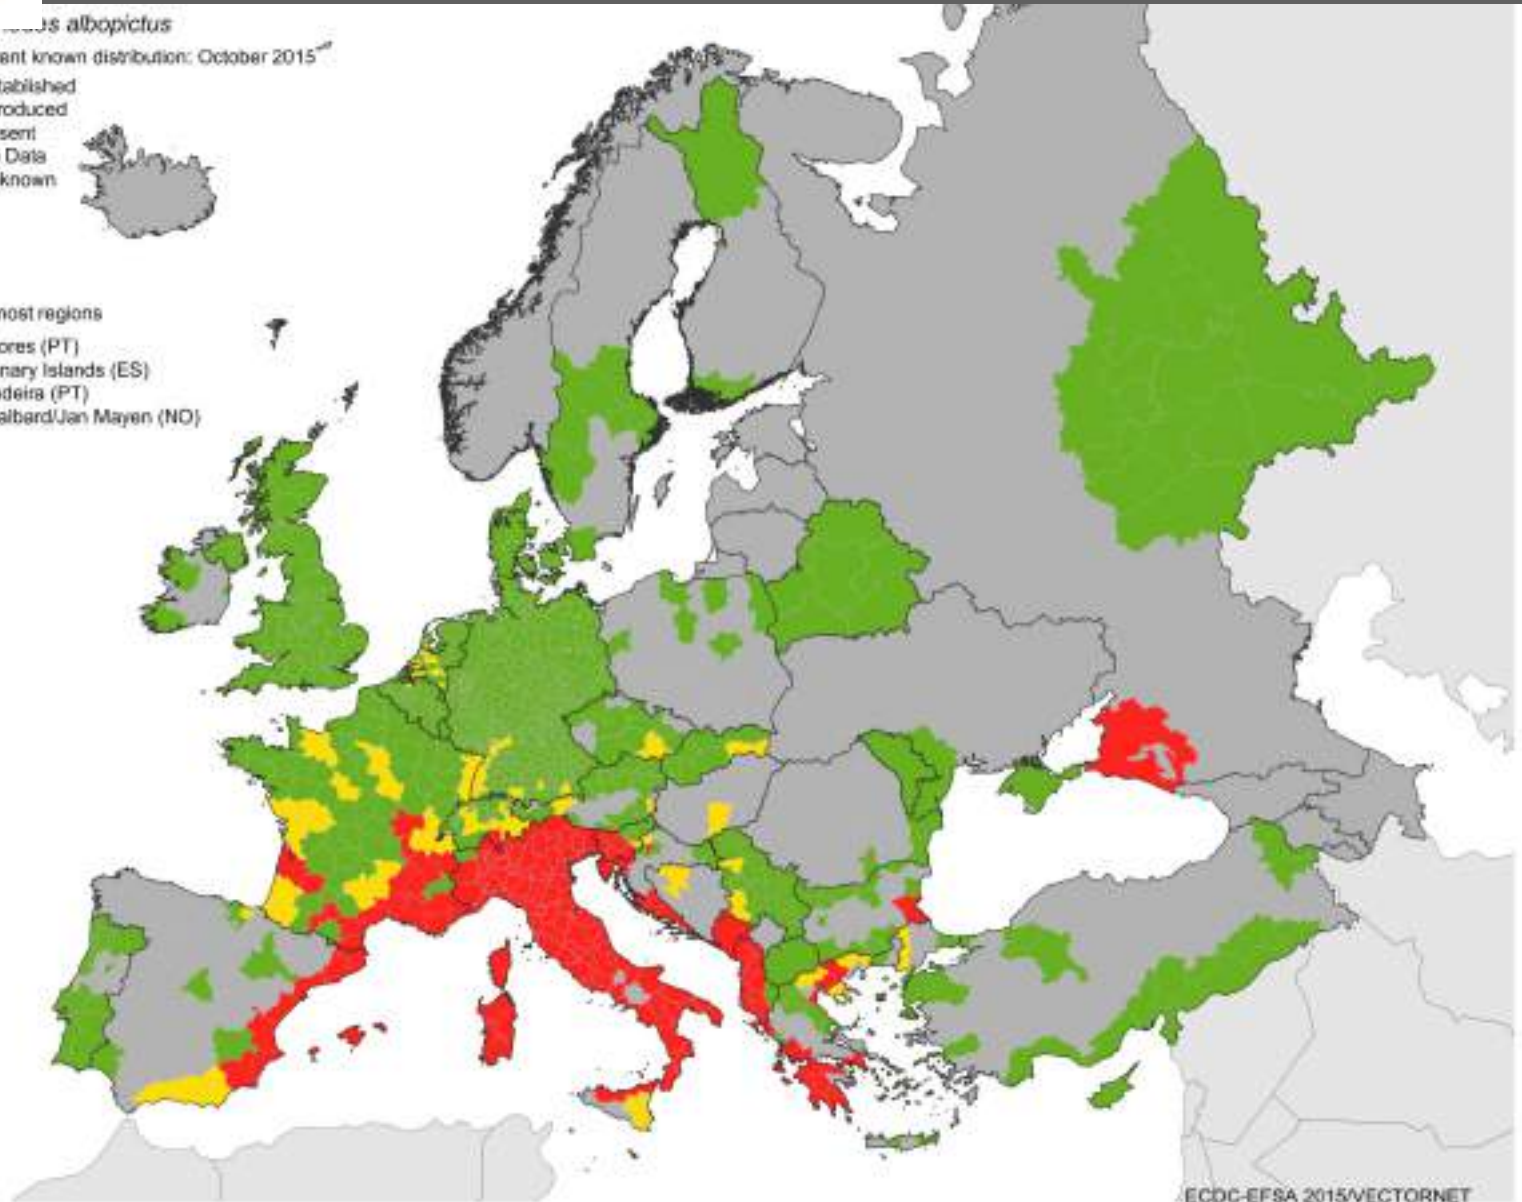 albopictus
ent known distribution: October 2015
tablished
roduced
sent
Data
known
most regions
ores (PT)
nary Islands (ES)
deira (PT)
albard/Jan Mayen (NO)
ECDC-EFSA 2015/VECTORNET